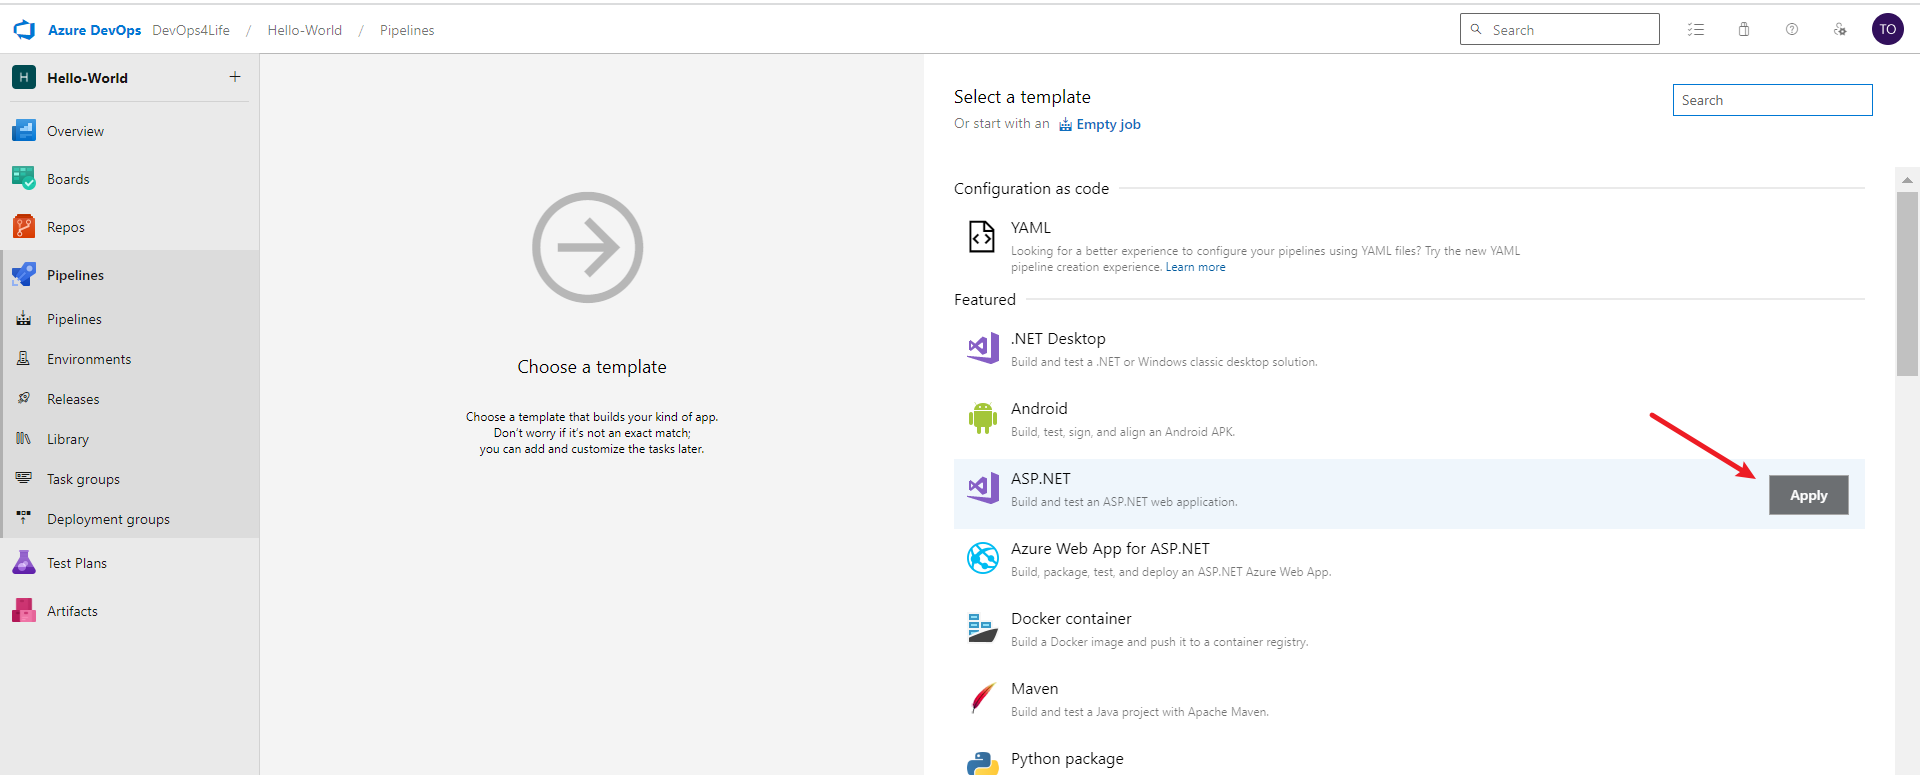 Azure DevOps DevOps4Life / Hello-World / Pipelines
Search
TO
H Hello-World +
Overview
Boards
Repos
Pipelines
Pipelines
Environments
Releases
Library
Task groups
Deployment groups
Test Plans
Artifacts
Choose a template
Choose a template that builds your kind of app.
Don't worry if it's not an exact match;
you can add and customize the tasks later.
Select a template
Or start with an Empty job
Search
Configuration as code
YAML
Looking for a better experience to configure your pipelines using YAML files? Try the new YAML
pipeline creation experience. Learn more
Featured
.NET Desktop
Build and test a .NET or Windows classic desktop solution.
Android
Build, test, sign, and align an Android APK.
ASP.NET
Build and test an ASP.NET web application.
Apply
Azure Web App for ASP.NET
Build, package, test, and deploy an ASP.NET Azure Web App.
Docker container
Build a Docker image and push it to a container registry.
Maven
Build and test a Java project with Apache Maven.
Python package